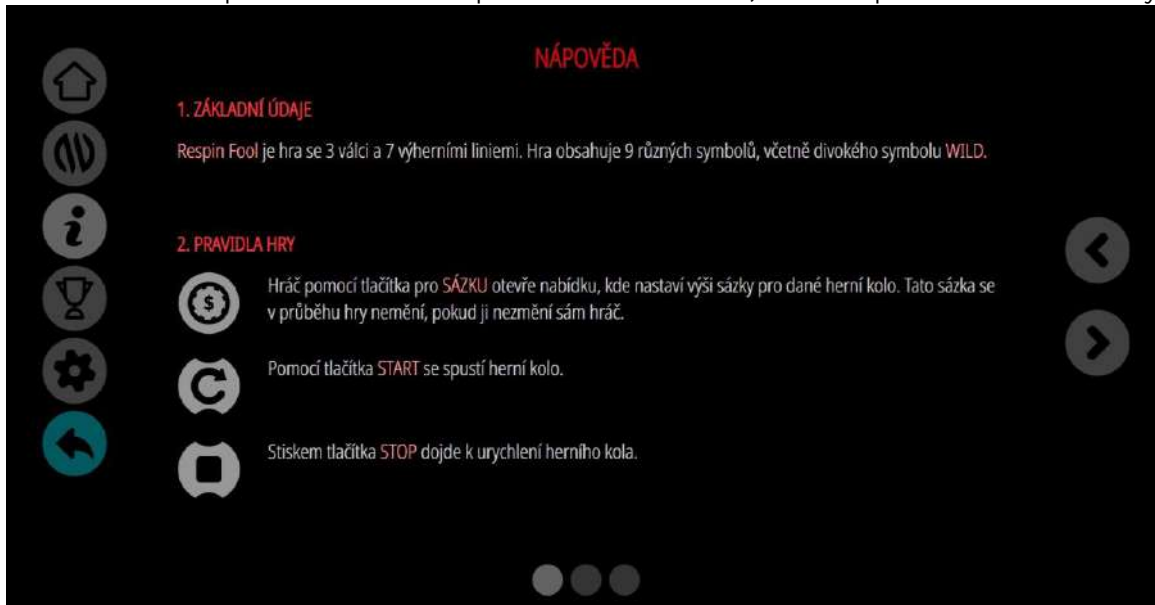 NÁPOVĚDA
1. ZÁKLADNÍ ÚDAJE
Respin Fool je hra se 3 válci a 7 výherními liniemi. Hra obsahuje 9 různých symbolů, včetně divokého symbolu WILD.
2. PRAVIDLA HRY
Hráč pomocí tlačítka pro SÁZKU otevře nabídku, kde nastaví výši sázky pro dané herní kolo. Tato sázka se
v průběhu hry nemění, pokud ji nezmění sám hráč.
Pomocí tlačítka START se spustí herní kolo.
Stiskem tlačítka STOP dojde k urychlení herního kola.